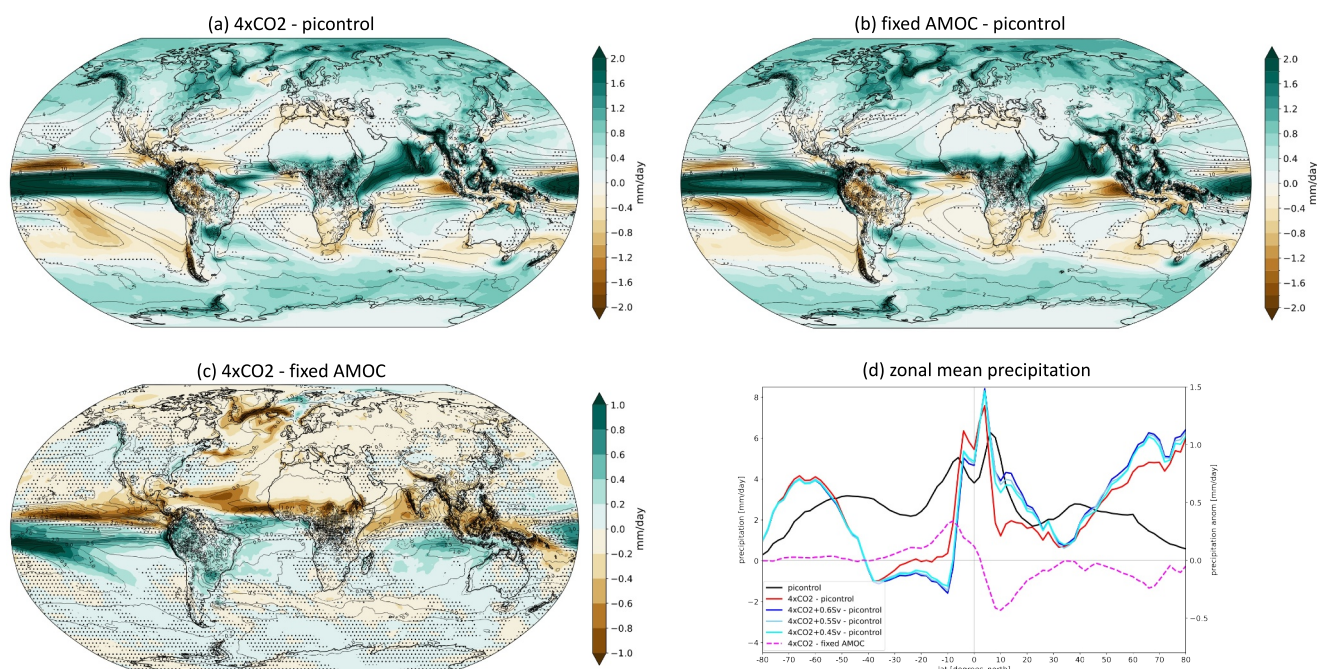 (a) 4xCO2 - picontrol
(b) fixed AMOC - picontrol
2.0
1.6
1.2
0.8
0.4
0.0
−0.4
−0.8
−1.2
−1.6
−2.0
mm/day
2.0
1.6
1.2
0.8
0.4
0.0
−0.4
−0.8
−1.2
−1.6
−2.0
mm/day
(c) 4xCO2 - fixed AMOC
(d) zonal mean precipitation
1.0
0.8
0.6
0.4
0.2
0.0
−0.2
−0.4
−0.6
−0.8
−1.0
mm/day
8
6
4
2
0
−2
−4
precipitation [mm/day]
1.5
1.0
0.5
0.0
−0.5
precipitation anom [mm/day]
picontrol
4xCO2 - picontrol
4xCO2+0.6Sv - picontrol
4xCO2+0.5Sv - picontrol
4xCO2+0.4Sv - picontrol
4xCO2 - fixed AMOC
-80 -70 -60 -50 -40 -30 -20 -10 0 10 20 30 40 50 60 70 80